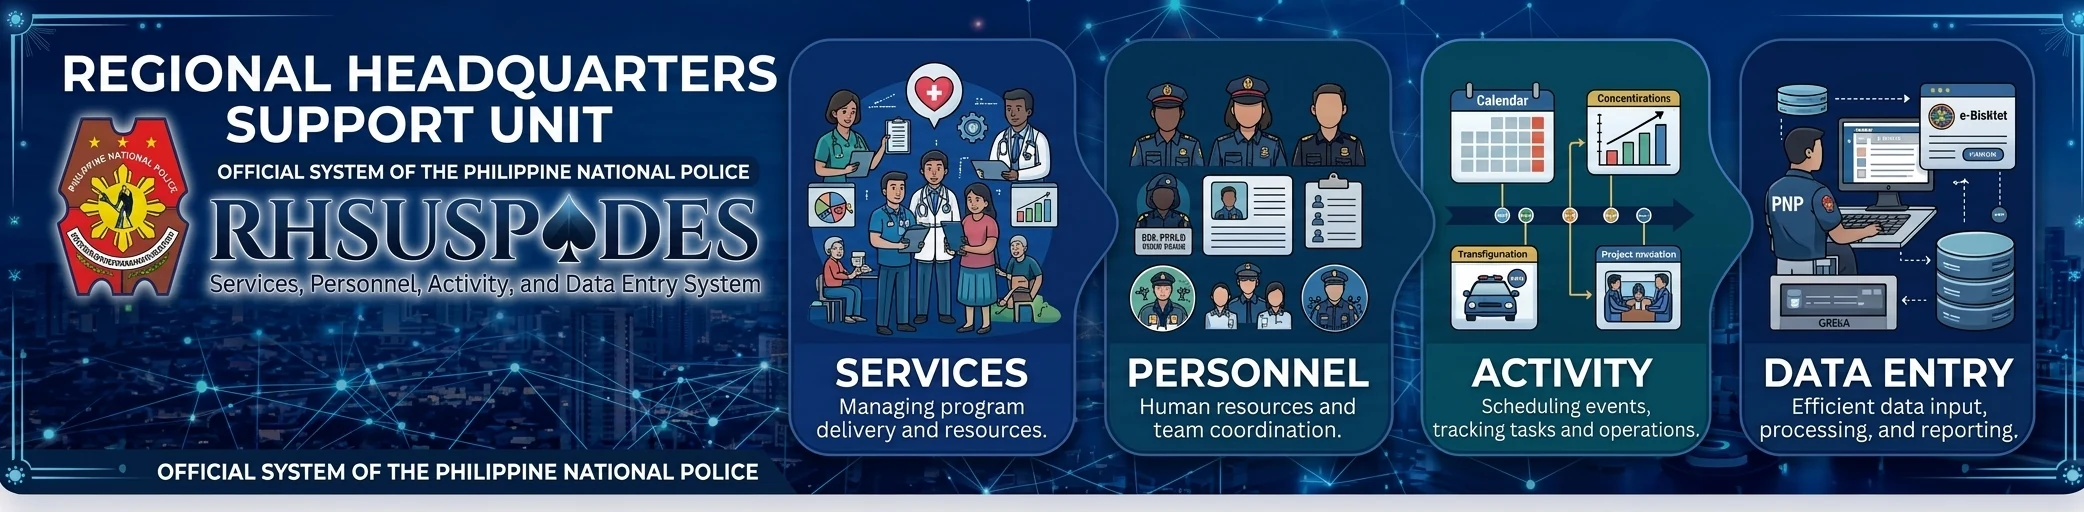 REGIONAL HEADQUARTERS
SUPPORT UNIT
PHILIPPINE NATIONAL POLICE
OFFICIAL SYSTEM OF THE PHILIPPINE NATIONAL POLICE
RHSUSP♠DES
Services, Personnel, Activity, and Data Entry System
OFFICIAL SYSTEM OF THE PHILIPPINE NATIONAL POLICE
SERVICES
Managing program
delivery and resources.
PERSONNEL
Human resources and
team coordination.
Calendar
Concentrations
Transfigunation
ACTIVITY
Scheduling events,
tracking tasks and operations.
e-Bisktet
PNP
DATA ENTRY
Efficient data input,
processing, and reporting.